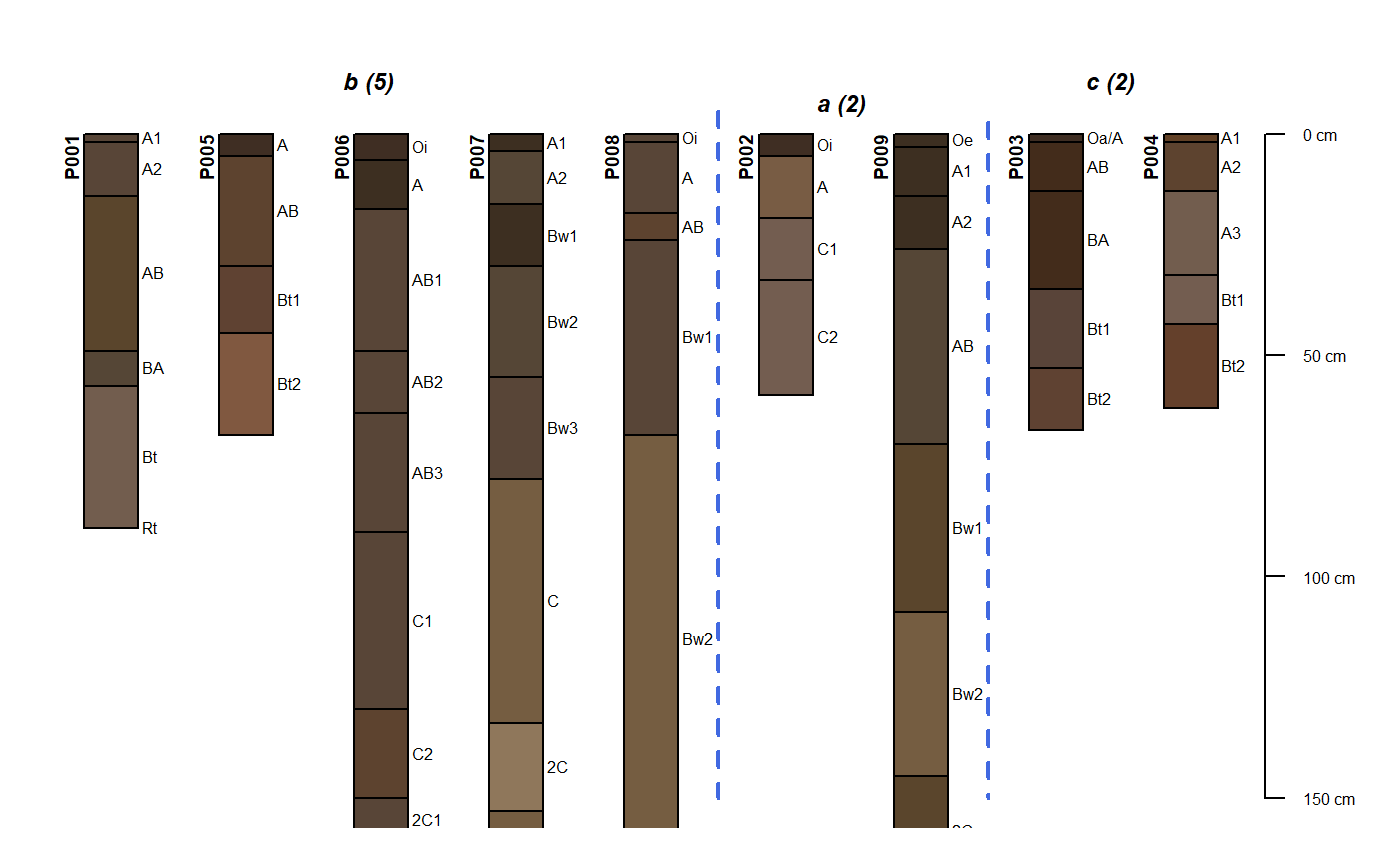 b (5)
a (2)
c (2)
P001
A1
A2
AB
BA
Bt
Rt
P005
A
AB
Bt1
Bt2
P006
Oi
A
AB1
AB2
AB3
C1
C2
2C1
P007
A1
A2
Bw1
Bw2
Bw3
C
2C
P008
Oi
A
AB
Bw1
Bw2
P002
Oi
A
C1
C2
P009
Oe
A1
A2
AB
Bw1
Bw2
P003
Oa/A
AB
BA
Bt1
Bt2
P004
A1
A2
A3
Bt1
Bt2
0 cm
50 cm
100 cm
150 cm